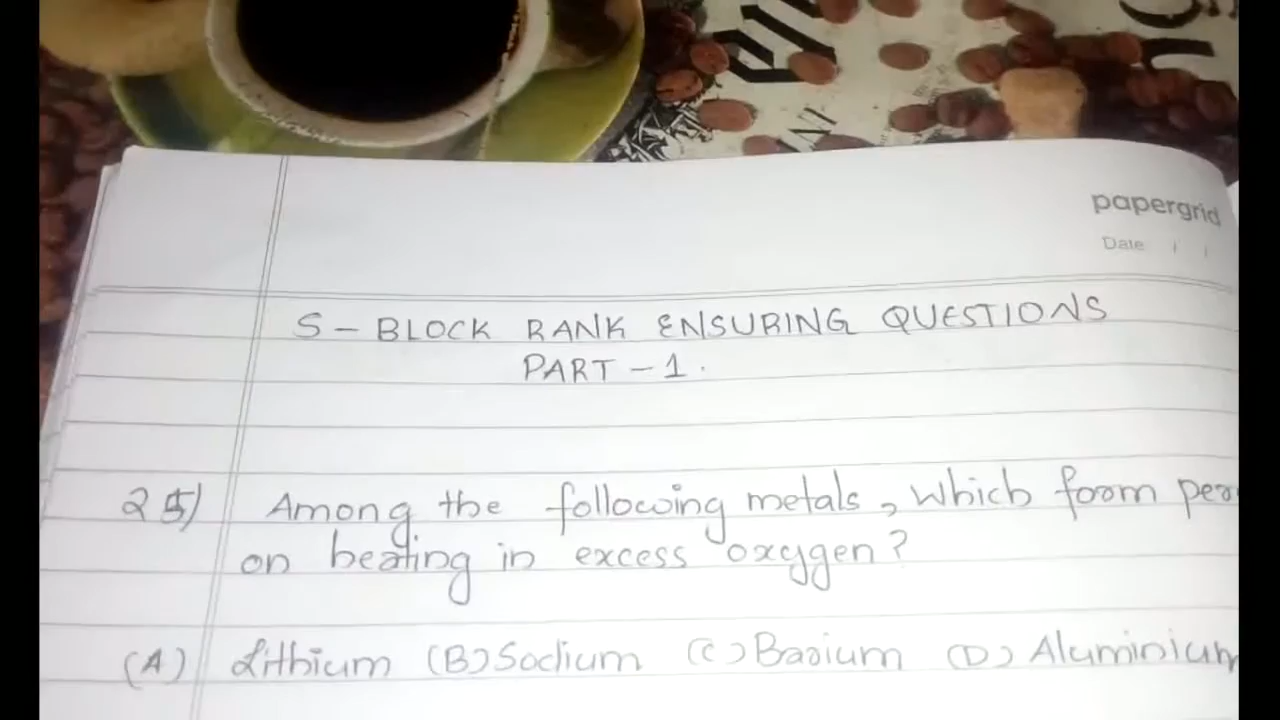 papergrid
Date / /
S - BLOCK RANK ENSURING QUESTIONS
PART - 1.
25) Among the following metals, which form
on heating in excess oxygen?
(A) Lithium (B) Sodium (C) Barium (D) Aluminium